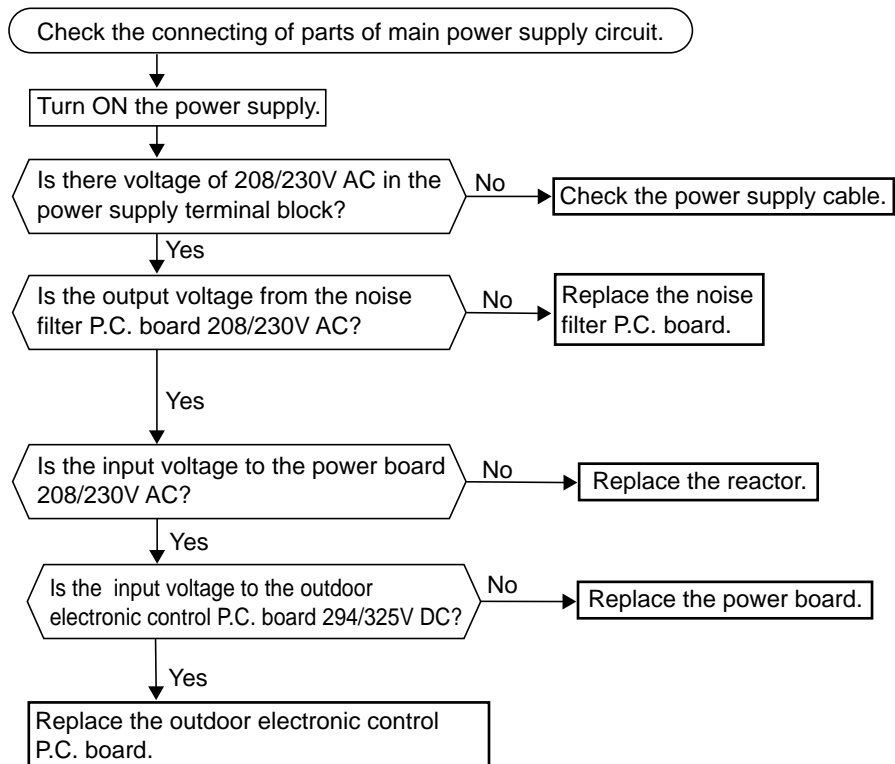 Check the connecting of parts of main power supply circuit.
Turn ON the power supply.
Is there voltage of 208/230V AC in the
power supply terminal block?
No
Check the power supply cable.
Yes
Is the output voltage from the noise
filter P.C. board 208/230V AC?
No
Replace the noise
filter P.C. board.
Yes
Is the input voltage to the power board
208/230V AC?
No
Replace the reactor.
Yes
Is the input voltage to the outdoor
electronic control P.C. board 294/325V DC?
No
Replace the power board.
Yes
Replace the outdoor electronic control
P.C. board.